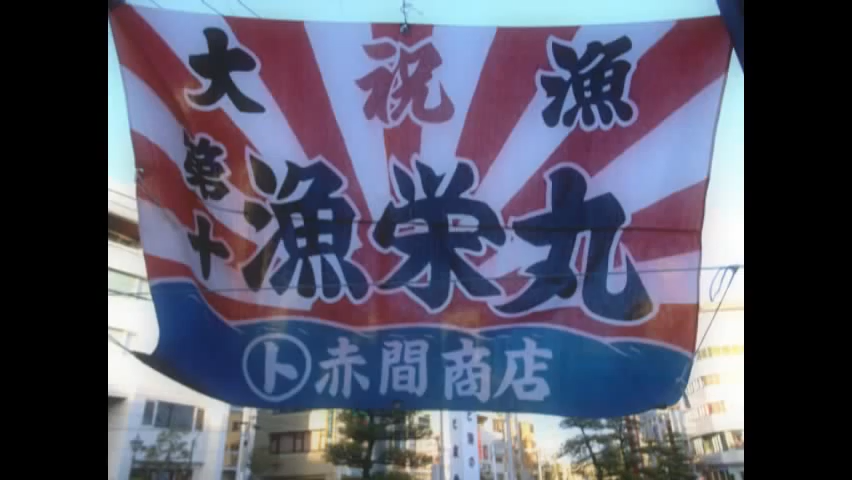 大 祝 漁
第十漁栄丸
㋣赤間商店